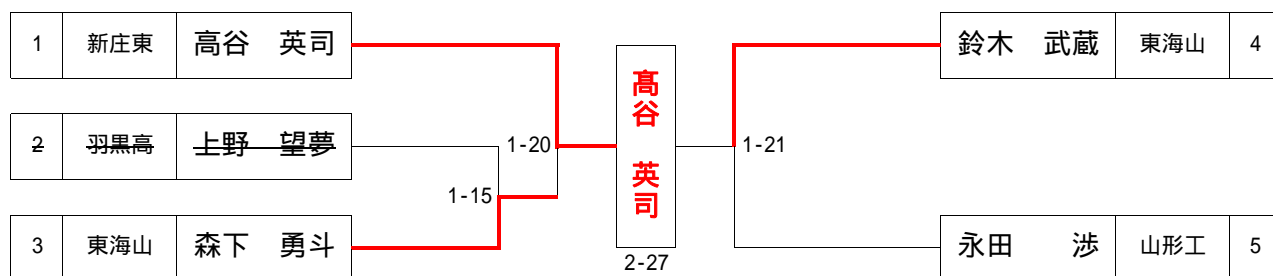 1 新庄東 高谷 英司
2 羽黒高 上野 望夢
3 東海山 森下 勇斗
1-20
1-15
髙谷 英司
2-27
1-21
鈴木 武蔵 東海山 4
永田 渉 山形工 5